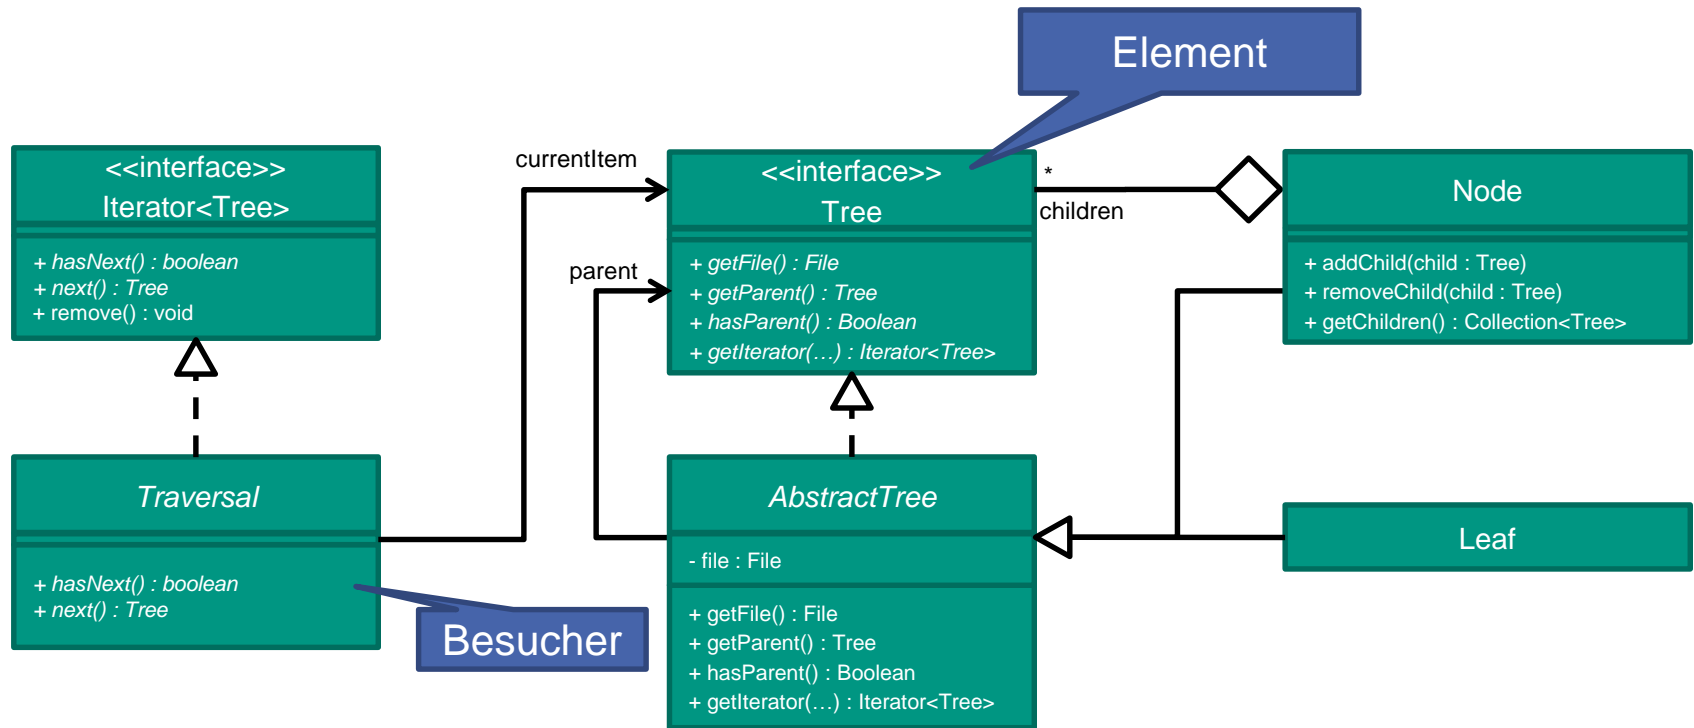 Element
<<interface>>
Iterator<Tree>
+ hasNext() : boolean
+ next() : Tree
+ remove() : void
currentItem
<<interface>>
Tree
+ getFile() : File
+ getParent() : Tree
+ hasParent() : Boolean
+ getIterator(…) : Iterator<Tree>
parent
*
children
Node
+ addChild(child : Tree)
+ removeChild(child : Tree)
+ getChildren() : Collection<Tree>
Traversal
+ hasNext() : boolean
+ next() : Tree
Besucher
AbstractTree
- file : File
+ getFile() : File
+ getParent() : Tree
+ hasParent() : Boolean
+ getIterator(…) : Iterator<Tree>
Leaf